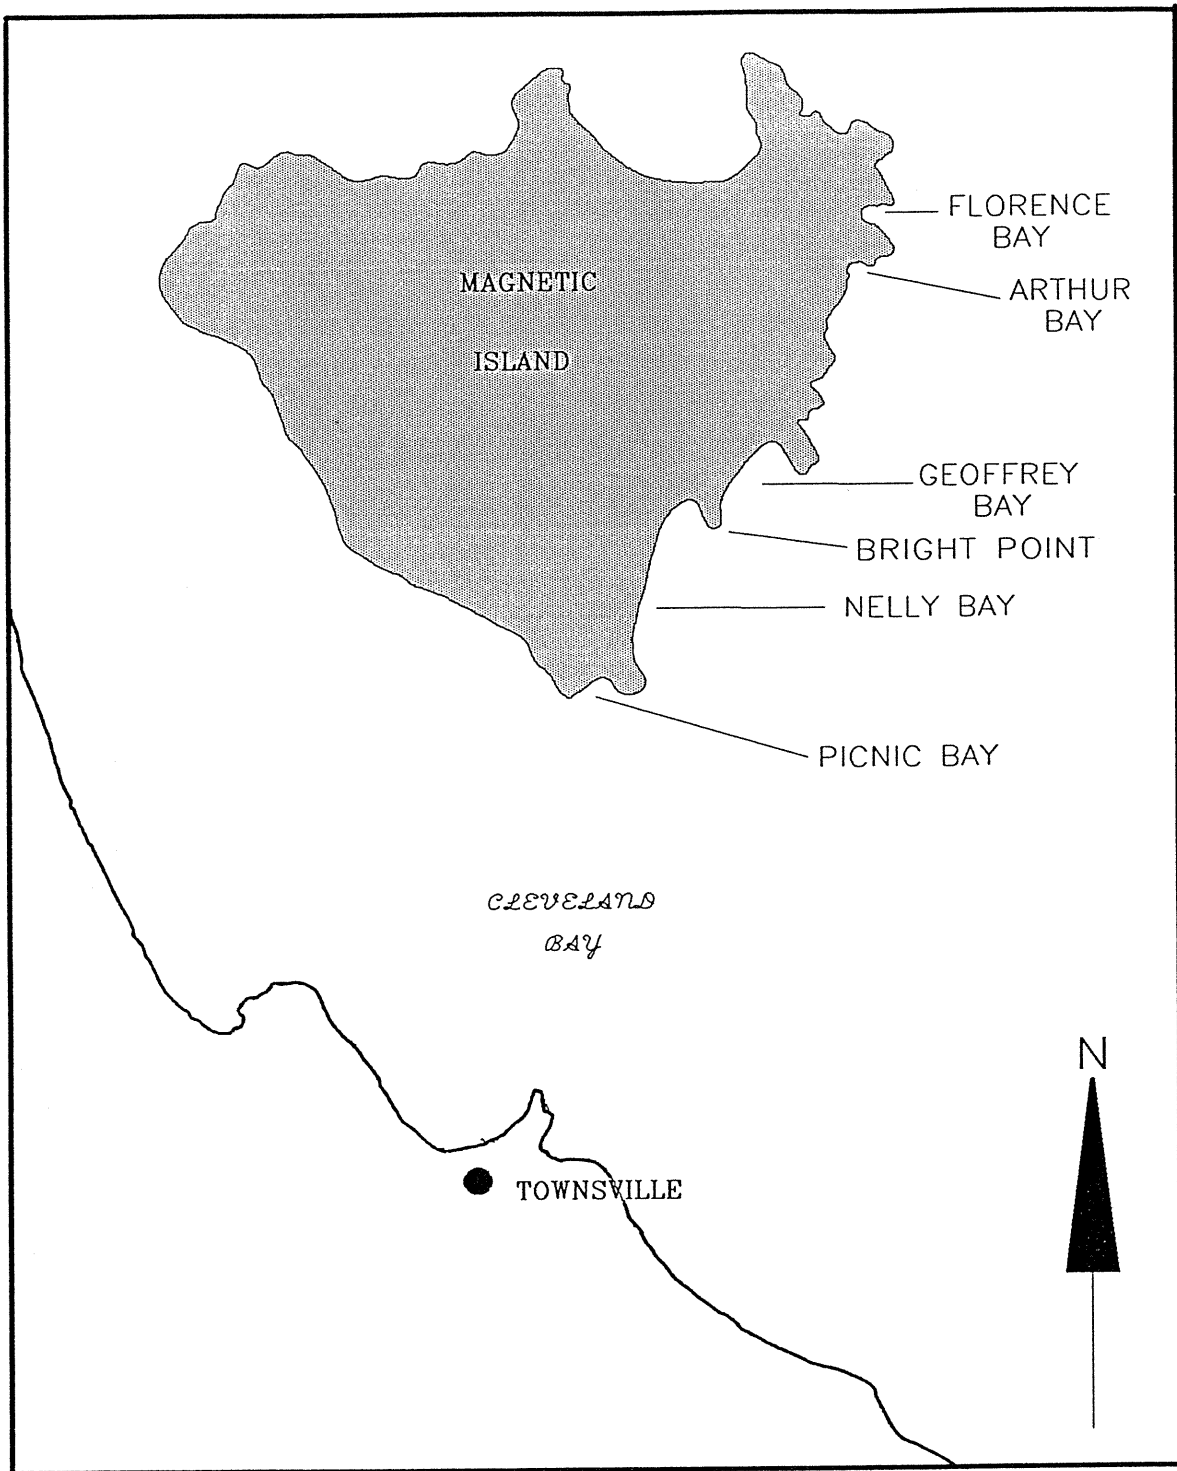 FLORENCE
BAY
MAGNETIC
ARTHUR
BAY
ISLAND
GEOFFREY
BAY
BRIGHT POINT
NELLY BAY
PICNIC BAY
CLEVELAND
BAY
N
TOWNSVILLE